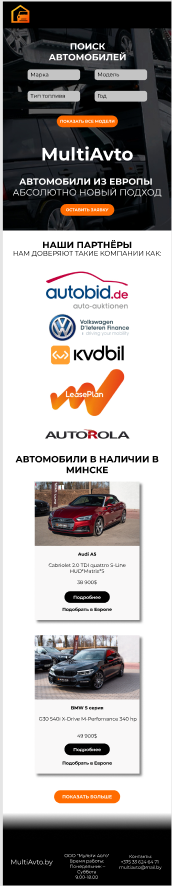 ПОИСК
АВТОМОБИЛЕЙ
Марка Модель
Тип топлива Год
ПОКАЗАТЬ ВСЕ МОДЕЛИ
MultiAvto
АВТОМОБИЛИ ИЗ ЕВРОПЫ
АБСОЛЮТНО НОВЫЙ ПОДХОД
ОСТАВИТЬ ЗАЯВКУ
НАШИ ПАРТНЁРЫ
НАМ ДОВЕРЯЮТ ТАКИЕ КОМПАНИИ КАК:
autobid.de
auto-auktionen
Volkswagen
D'Ieteren Finance
kvdbil
LeasePlan
AUTOROLA
АВТОМОБИЛИ В НАЛИЧИИ В
МИНСКЕ
Audi A5
Cabriolet 2.0 TDI quattro S-Line
HUD*Matrix*S
38 900$
Подробнее
Подобрать в Европе
BMW 5 серия
G30 540i X-Drive M-Perfomance 340 hp
49 900$
Подробнее
Подобрать в Европе
ПОКАЗАТЬ БОЛЬШЕ
MultiAvto.by
ООО "Мульти Авто"
Время работы:
Понедельник –
Суббота
9.00-18.00
Контакты:
+375 33 624 64 71
multiavto@mail.by